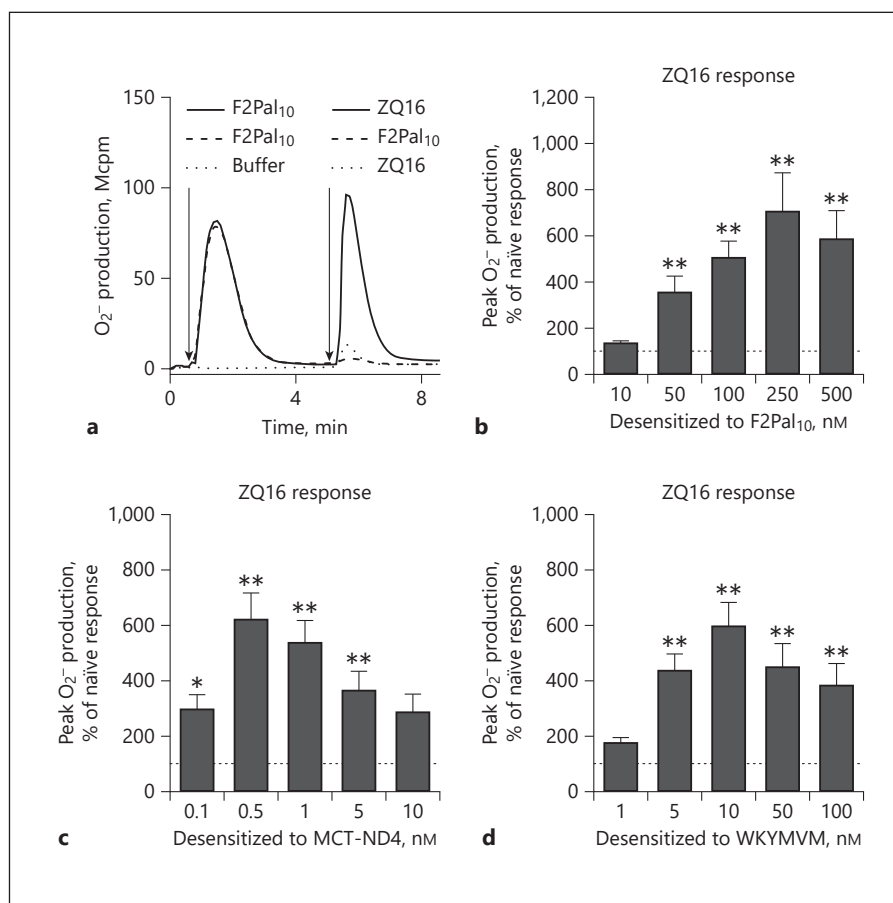 150
100
50
0
O₂⁻ production, Mcpm
F2Pal₁₀ ZQ16
F2Pal₁₀ F2Pal₁₀
Buffer ZQ16
0 4 8
Time, min
a
ZQ16 response
1,200
1,000
800
600
400
200
0
Peak O₂⁻ production,
% of naïve response
** ** ** **
10 50 100 250 500
Desensitized to F2Pal₁₀, nM
b
ZQ16 response
1,000
800
600
400
200
0
Peak O₂⁻ production,
% of naïve response
* ** ** **
0.1 0.5 1 5 10
Desensitized to MCT-ND4, nM
c
ZQ16 response
1,000
800
600
400
200
0
Peak O₂⁻ production,
% of naïve response
** ** ** **
1 5 10 50 100
Desensitized to WKYMVM, nM
d